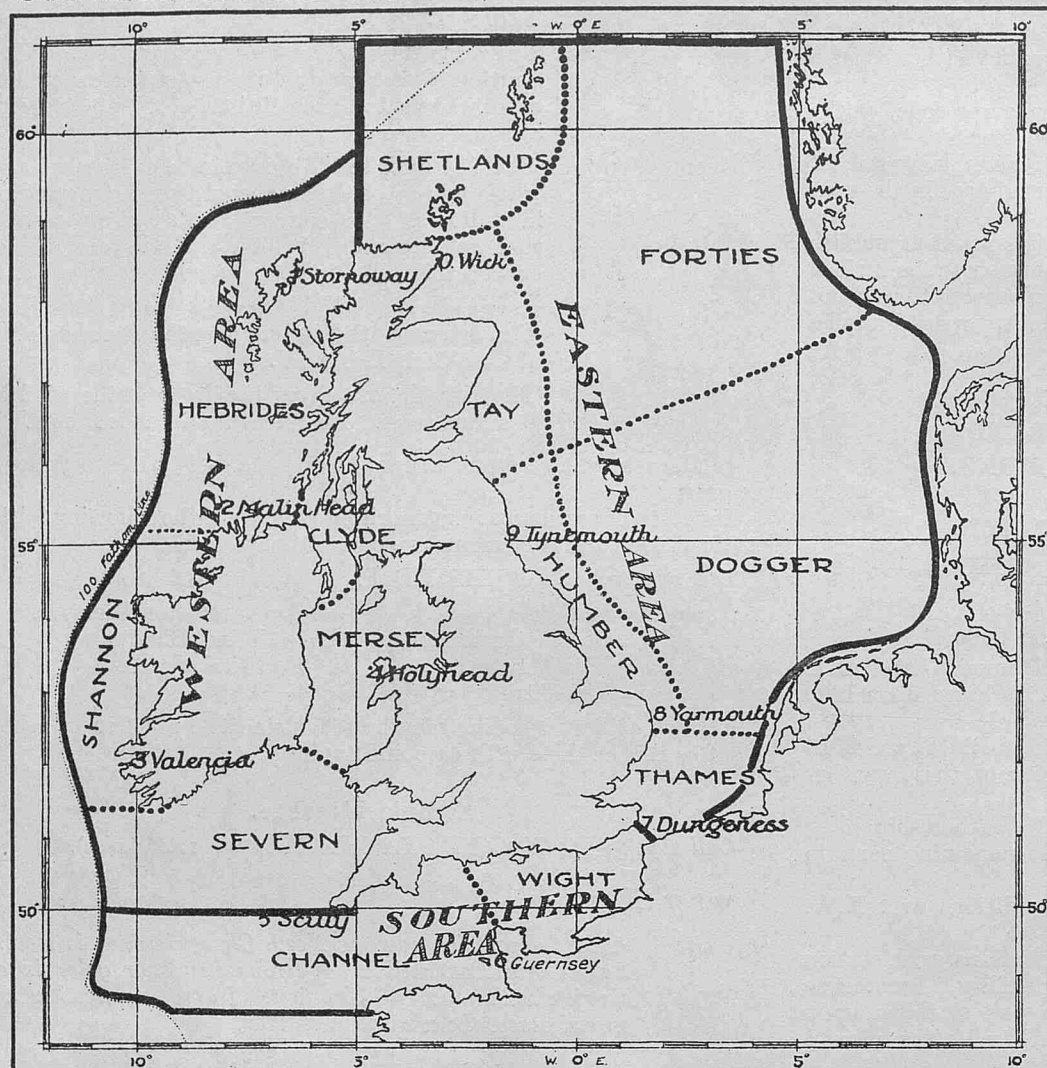 10° 5° W. 0° E. 5° 10°
60° 60°
SHETLANDS
FORTIES
0. Wick
1 Stornoway
WESTERN AREA
EASTERN AREA
HEBRIDES
TAY
2 Malin Head
CLYDE
9 Tynemouth
100 Fathom Line
55° 55°
DOGGER
HUMBER
MERSEY
4 Holyhead
SHANNON
8 Yarmouth
3 Valencia
THAMES
7 Dungeness
SEVERN
WIGHT
50° 50°
5 Scilly
SOUTHERN
AREA
CHANNEL
6 Guernsey
10° 5° W. 0° E. 5° 10°